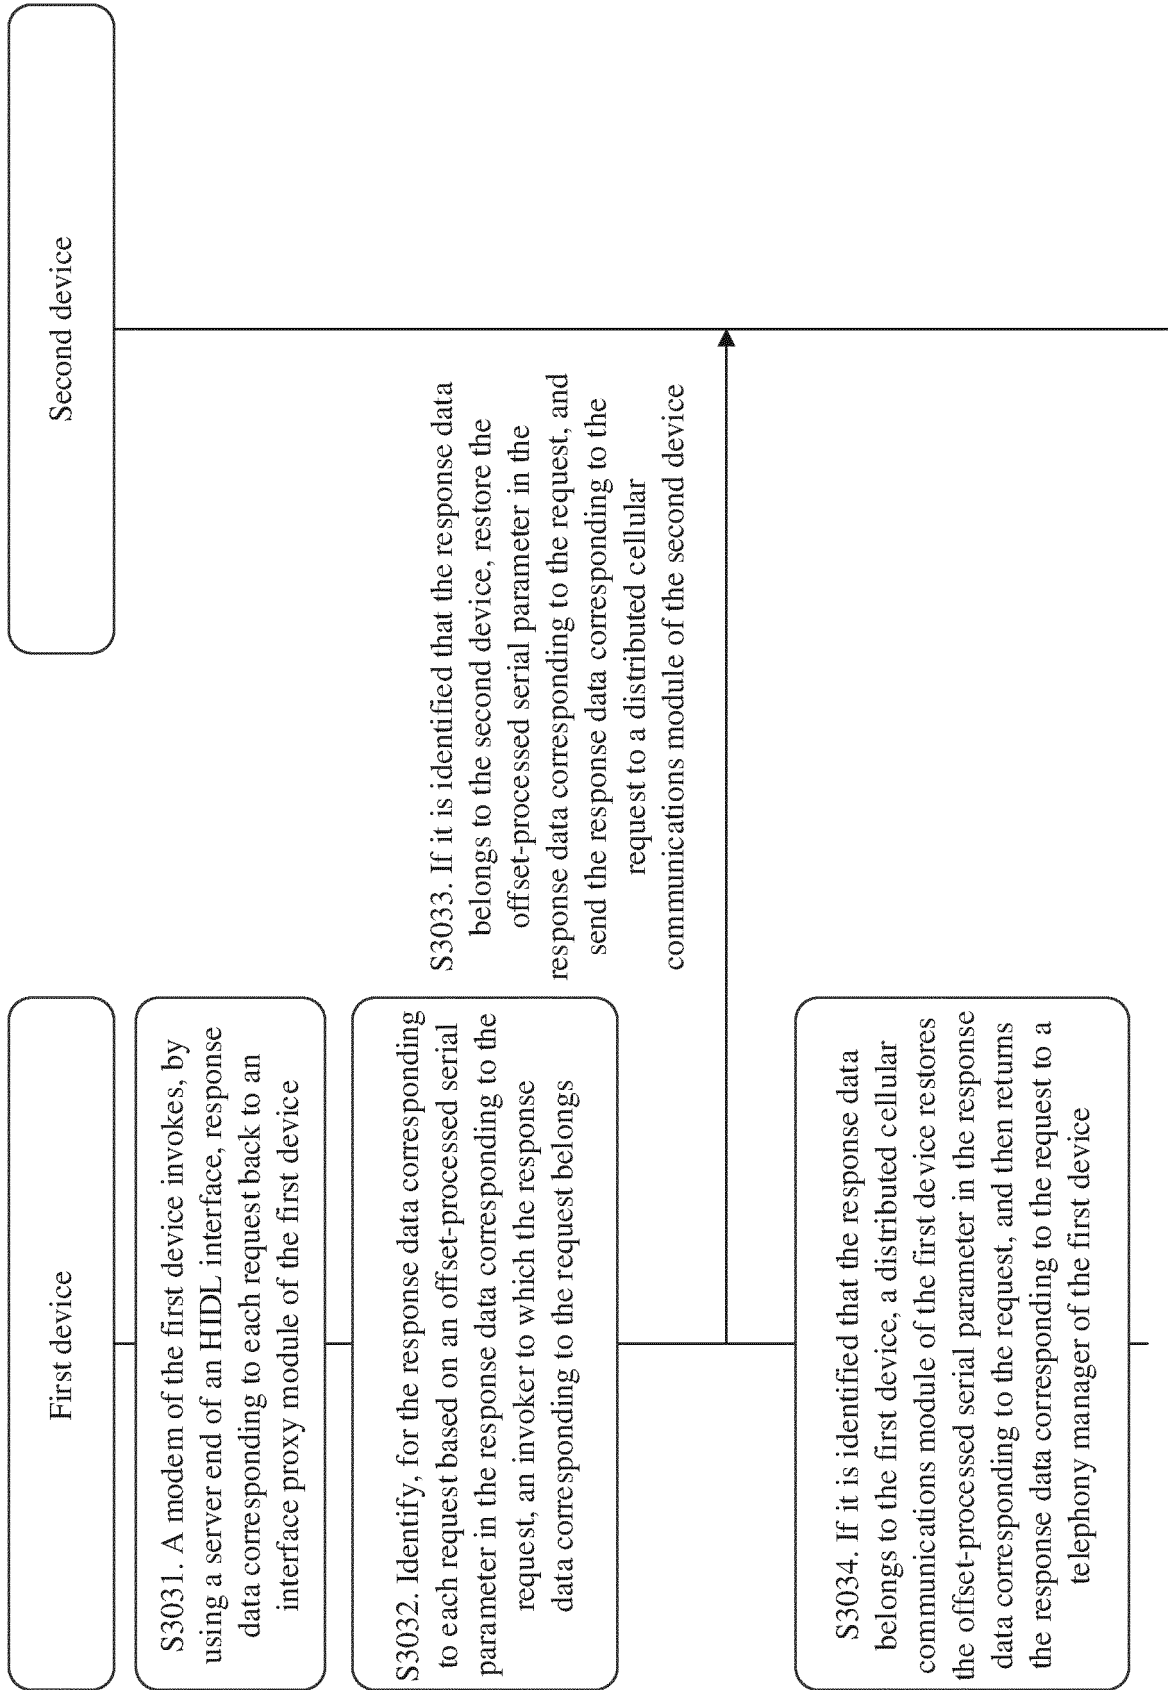 First device
Second device
S3031. A modem of the first device invokes, by
using a server end of an HIDL interface, response
data corresponding to each request back to an
interface proxy module of the first device
S3032. Identify, for the response data corresponding
to each request based on an offset-processed serial
parameter in the response data corresponding to the
request, an invoker to which the response
data corresponding to the request belongs
S3033. If it is identified that the response data
belongs to the second device, restore the
offset-processed serial parameter in the
response data corresponding to the request, and
send the response data corresponding to the
request to a distributed cellular
communications module of the second device
S3034. If it is identified that the response data
belongs to the first device, a distributed cellular
communications module of the first device restores
the offset-processed serial parameter in the response
data corresponding to the request, and then returns
the response data corresponding to the request to a
telephony manager of the first device